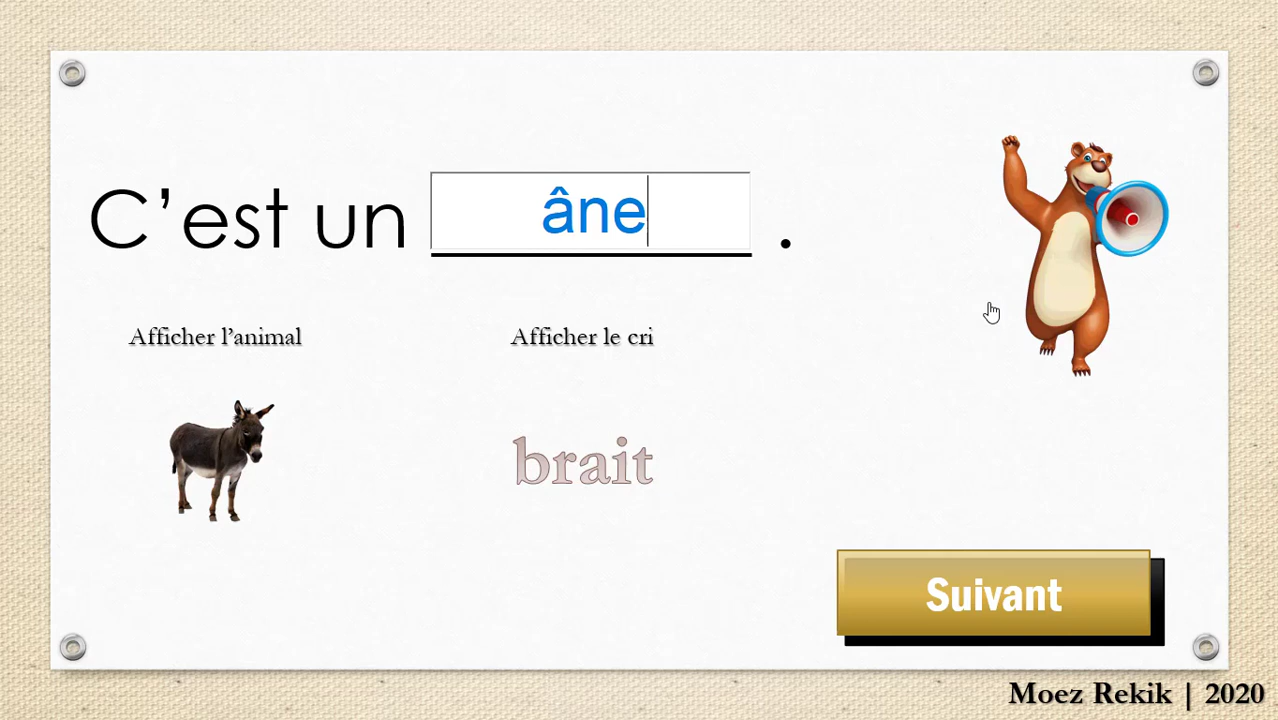 C’est un âne .
Afficher l’animal
Afficher le cri
brait
Suivant
Moez Rekik | 2020